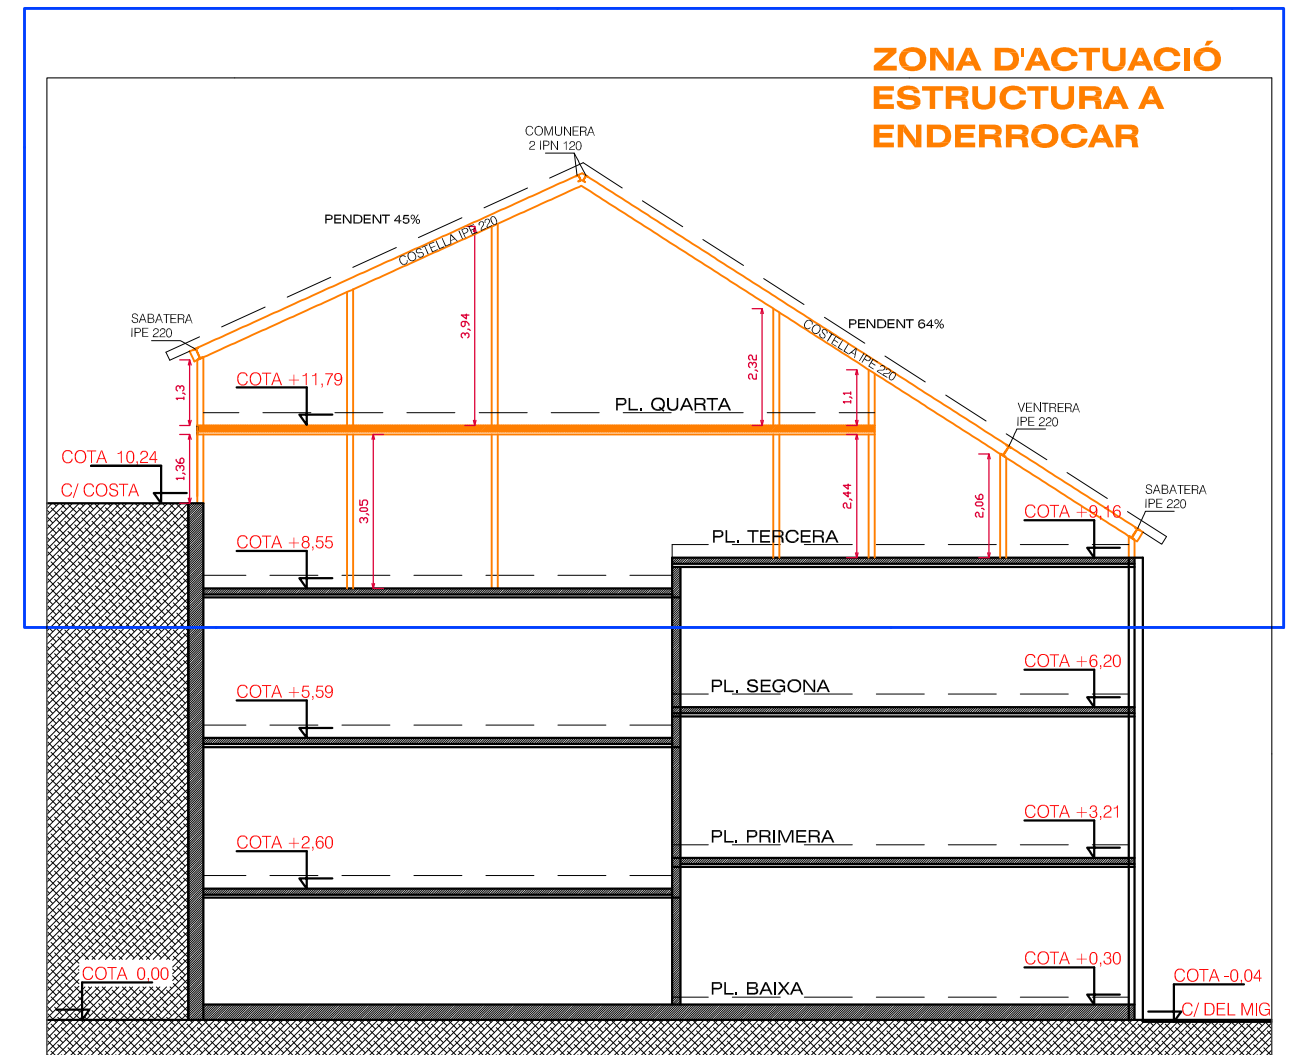 ZONA D'ACTUACIÓ
ESTRUCTURA A
ENDERROCAR
COMUNERA
2 IPN 120
PENDENT 45%
COSTELLA IPE 220
SABATERA
IPE 220
3,94
PENDENT 64%
COSTELLA IPE 220
2,32
1,3
COTA +11,79
1,1
PL. QUARTA
VENTRERA
IPE 220
COTA 10,24
C/ COSTA
1,36
3,05
2,44
2,06
SABATERA
IPE 220
COTA +9,16
PL. TERCERA
COTA +8,55
COTA +6,20
PL. SEGONA
COTA +5,59
COTA +3,21
PL. PRIMERA
COTA +2,60
COTA +0,30
PL. BAIXA
COTA 0,00
COTA -0,04
C/ DEL MIG